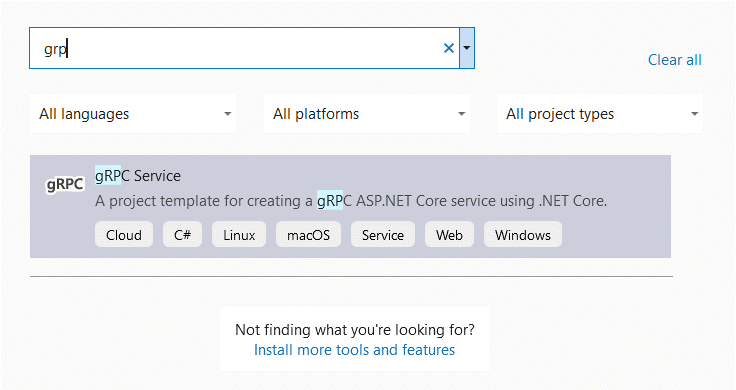 grp
Clear all
All languages All platforms All project types
gRPC gRPC Service
A project template for creating a gRPC ASP.NET Core service using .NET Core.
Cloud C# Linux macOS Service Web Windows
Not finding what you're looking for?
Install more tools and features